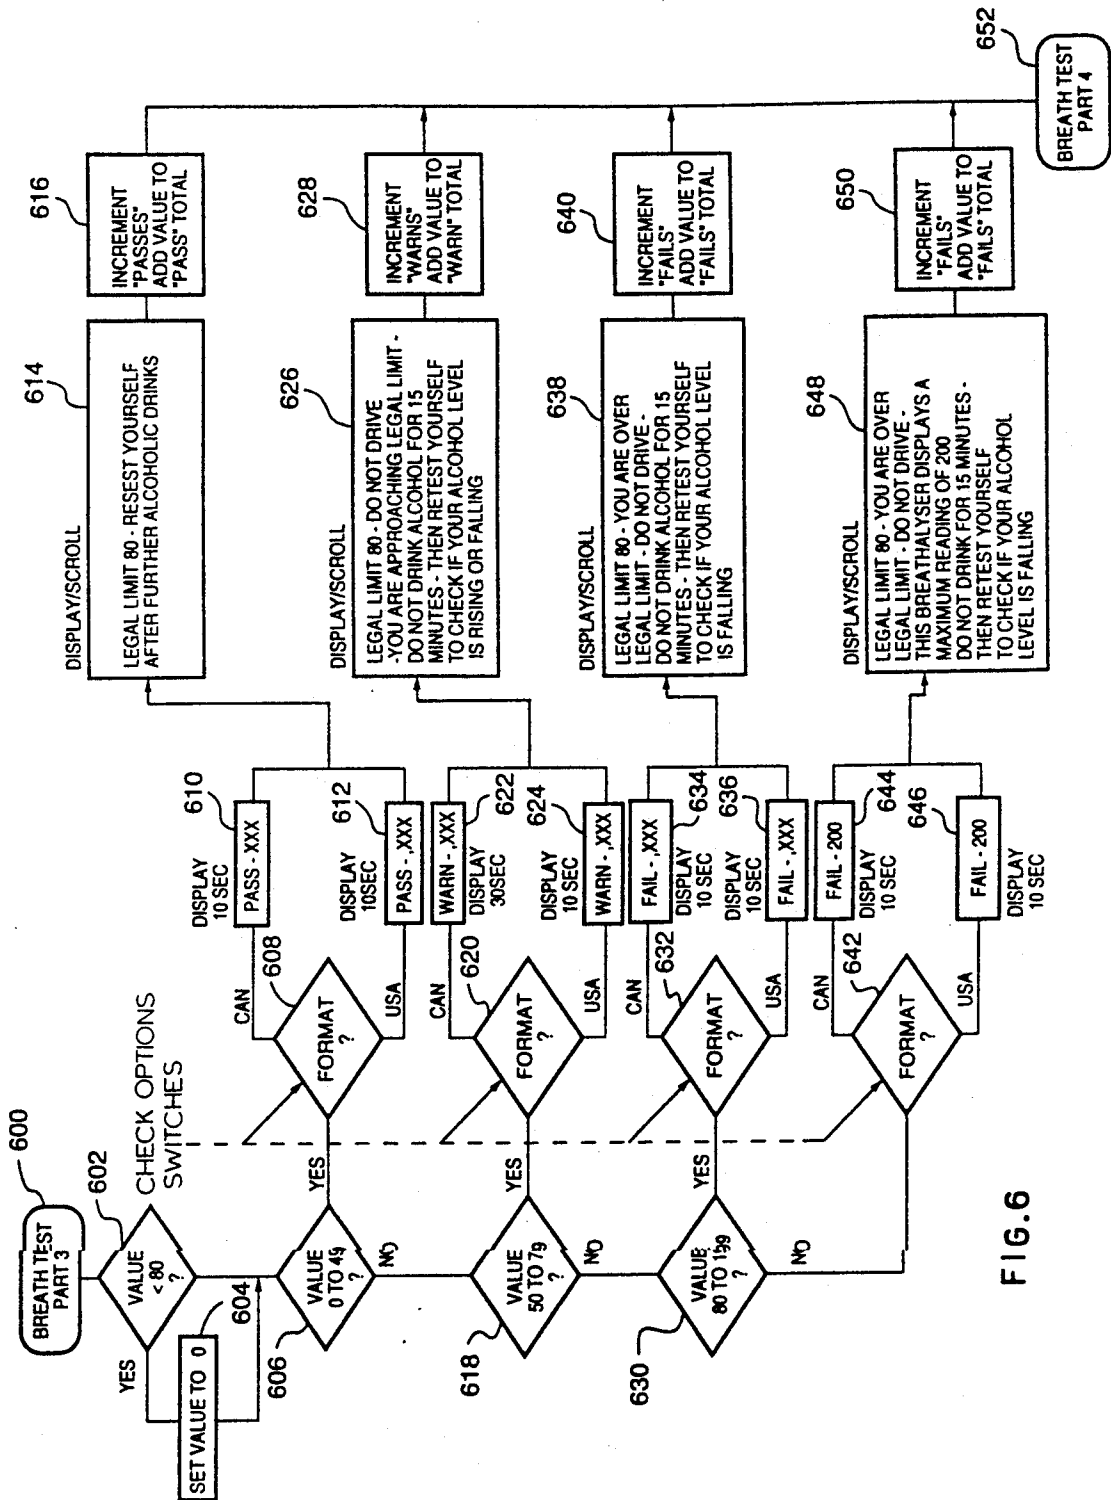 600
BREATH TEST
PART 3
602
VALUE
< 80
?
YES
604
SET VALUE TO 0
CHECK OPTIONS
SWITCHES
606
VALUE
0 TO 49
?
YES
NO
608
FORMAT
?
CAN
USA
DISPLAY
10 SEC
610
PASS - XXX
612
DISPLAY
10SEC
PASS - ,XXX
DISPLAY/SCROLL
614
LEGAL LIMIT 80 - RESEST YOURSELF
AFTER FURTHER ALCOHOLIC DRINKS
616
INCREMENT
"PASSES"
ADD VALUE TO
"PASS" TOTAL
618
VALUE
50 TO 79
?
YES
NO
620
FORMAT
?
CAN
USA
622
WARN - ,XXX
DISPLAY
30SEC
624
DISPLAY
10 SEC
WARN - ,XXX
DISPLAY/SCROLL
626
LEGAL LIMIT 80 - DO NOT DRIVE
-YOU ARE APPROACHING LEGAL LIMIT -
DO NOT DRINK ALCOHOL FOR 15
MINUTES - THEN RETEST YOURSELF
TO CHECK IF YOUR ALCOHOL LEVEL
IS RISING OR FALLING
628
INCREMENT
"WARNS"
ADD VALUE TO
"WARN" TOTAL
630
VALUE
80 TO 199
?
YES
NO
632
FORMAT
?
CAN
USA
634
FAIL - ,XXX
DISPLAY
10 SEC
636
DISPLAY
10 SEC
FAIL - ,XXX
DISPLAY/SCROLL
638
LEGAL LIMIT 80 - YOU ARE OVER
LEGAL LIMIT - DO NOT DRIVE -
DO NOT DRINK ALCOHOL FOR 15
MINUTES - THEN RETEST YOURSELF
TO CHECK IF YOUR ALCOHOL LEVEL
IS FALLING
640
INCREMENT
"FAILS"
ADD VALUE TO
"FAILS" TOTAL
642
FORMAT
?
CAN
USA
644
FAIL - 200
DISPLAY
10 SEC
646
FAIL - 200
DISPLAY
10 SEC
DISPLAY/SCROLL
648
LEGAL LIMIT 80 - YOU ARE OVER
LEGAL LIMIT - DO NOT DRIVE -
THIS BREATHALYSER DISPLAYS A
MAXIMUM READING OF 200
DO NOT DRINK FOR 15 MINUTES -
THEN RETEST YOURSELF
TO CHECK IF YOUR ALCOHOL
LEVEL IS FALLING
650
INCREMENT
"FAILS"
ADD VALUE TO
"FAILS" TOTAL
652
BREATH TEST
PART 4
FIG.6